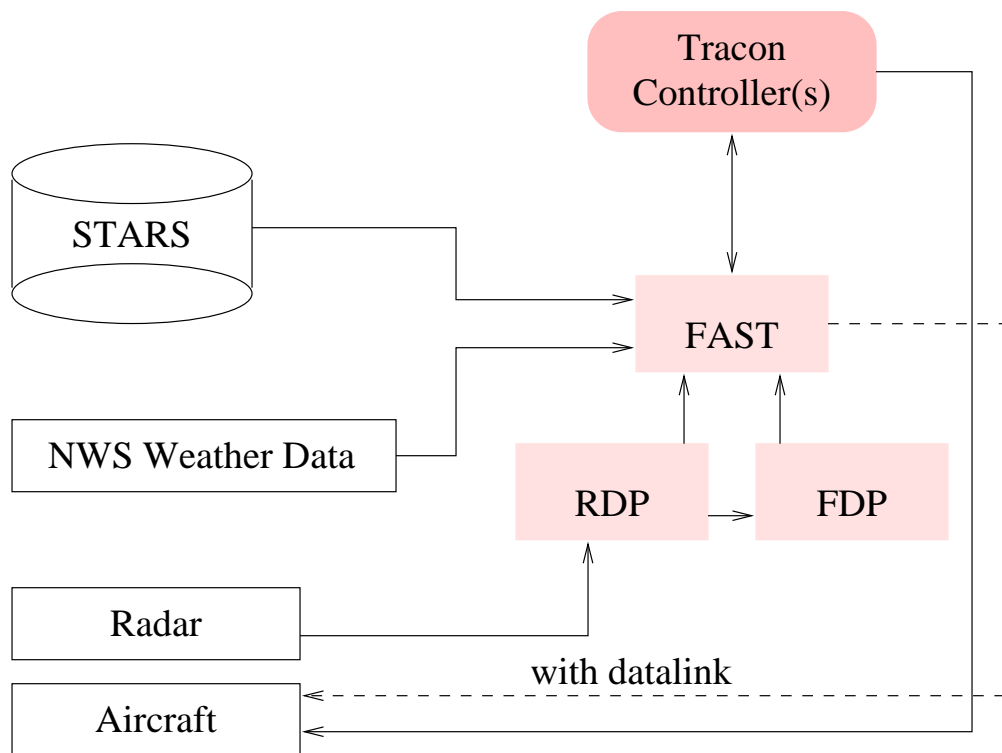 Tracon
Controller(s)
STARS
FAST
NWS Weather Data
RDP
FDP
Radar
with datalink
Aircraft